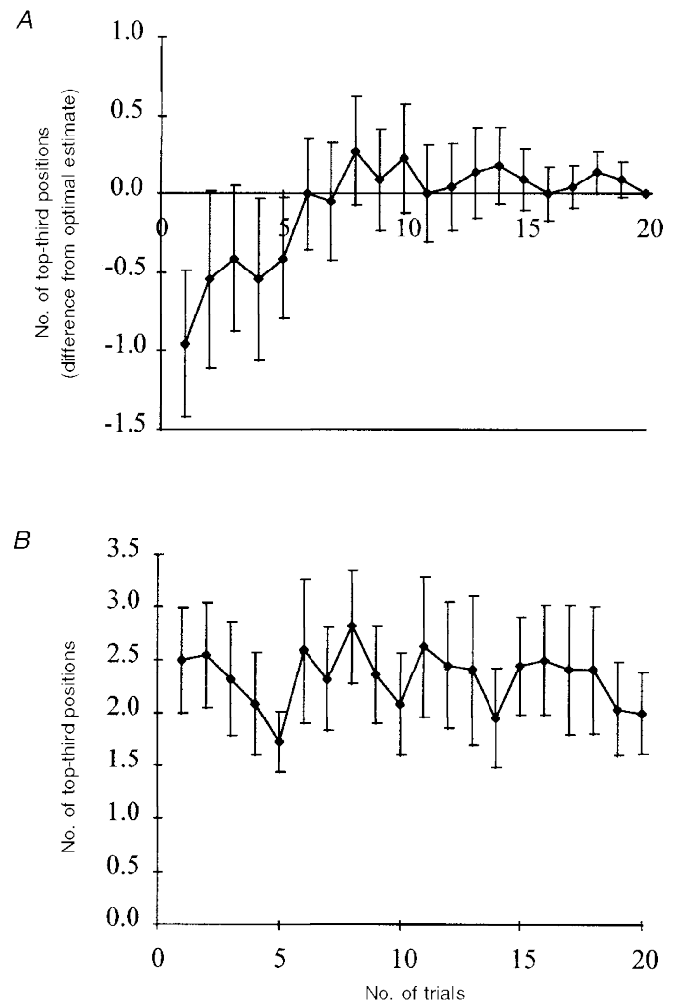 A
No. of top-third positions
(difference from optimal estimate)
1.0
0.5
0.0
-0.5
-1.0
-1.5
0 5 10 15 20
B
No. of top-third positions
3.5
3.0
2.5
2.0
1.5
1.0
0.5
0.0
0 5 10 15 20
No. of trials